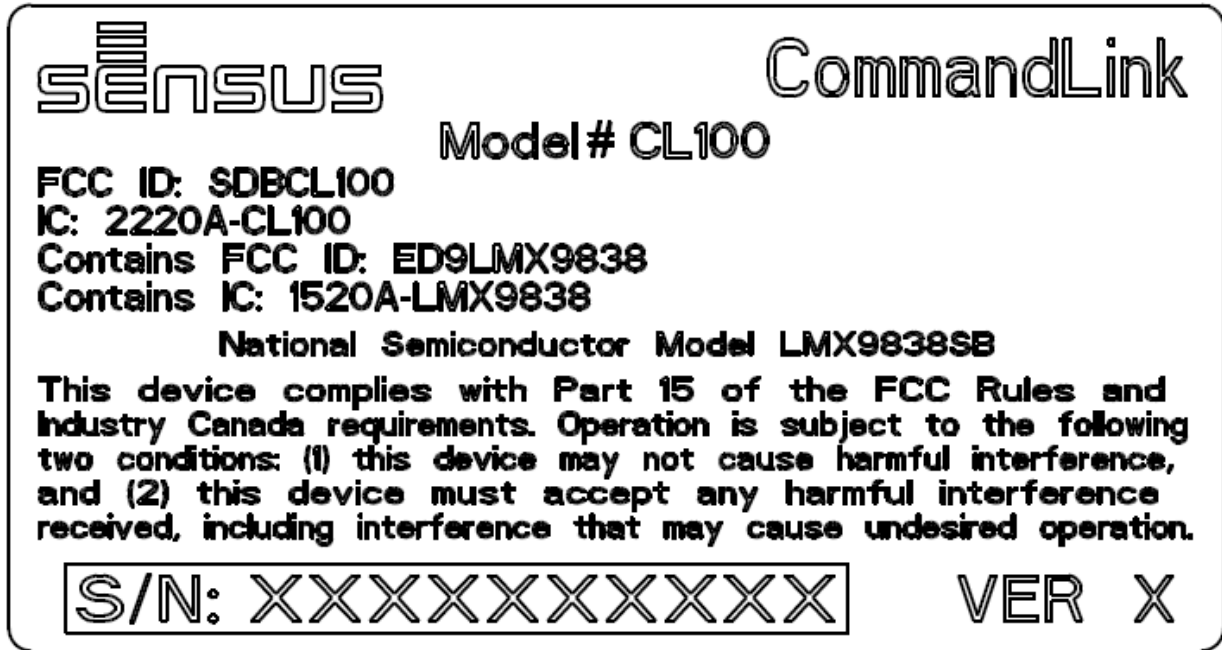 sensus
CommandLink
Model# CL100
FCC ID: SDBCL100
IC: 2220A-CL100
Contains FCC ID: ED9LMX9838
Contains IC: 1520A-LMX9838
National Semiconductor Model LMX9838SB
This device complies with Part 15 of the FCC Rules and
Industry Canada requirements. Operation is subject to the following
two conditions: (1) this device may not cause harmful interference,
and (2) this device must accept any harmful interference
received, including interference that may cause undesired operation.
S/N: XXXXXXXXXX VER X